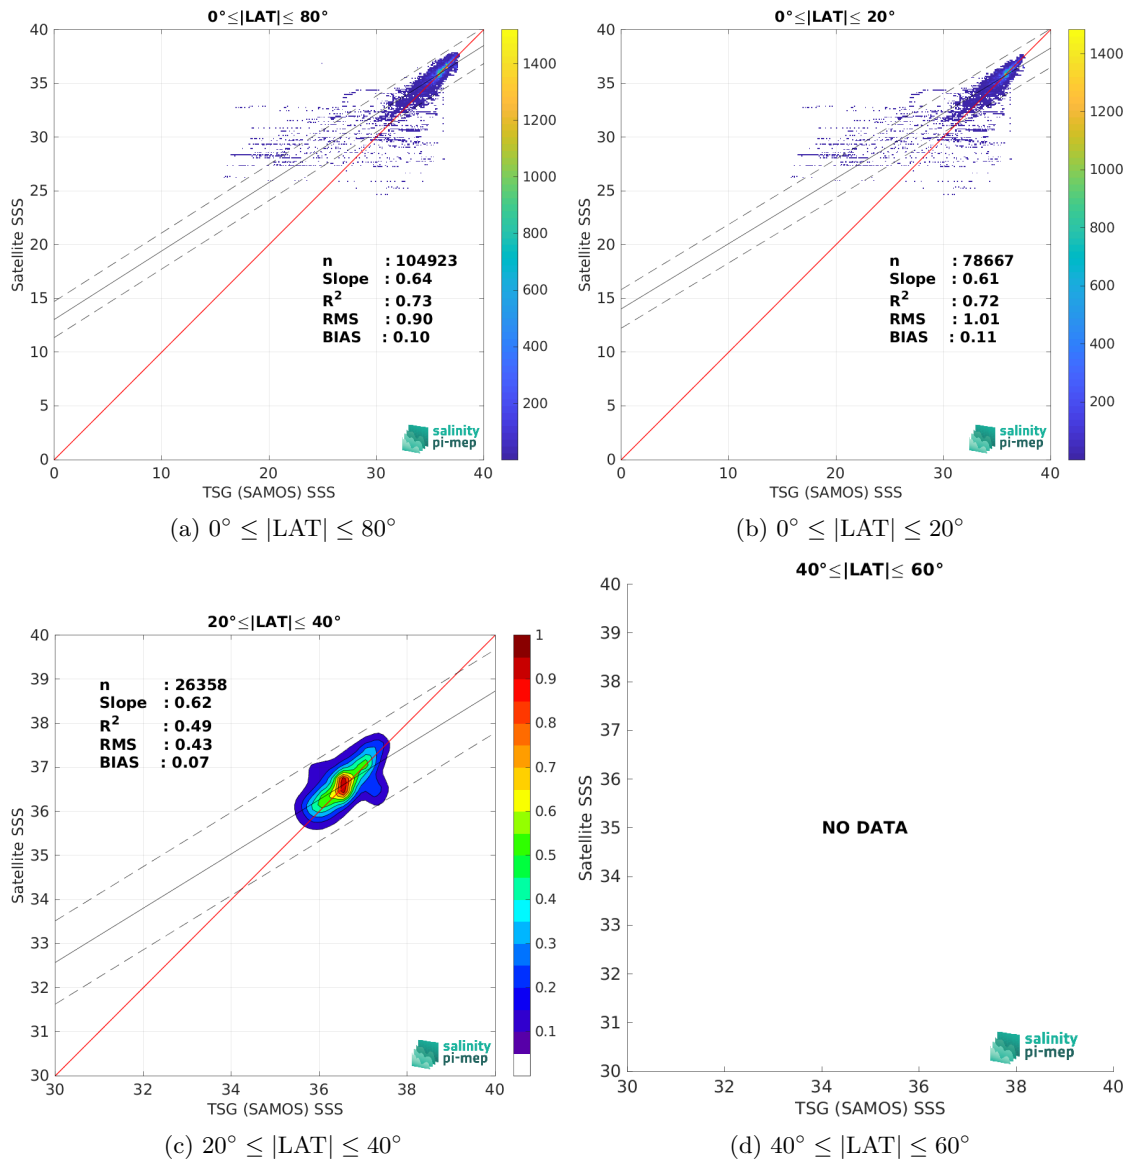 0°≤|LAT|≤ 80°
40
35
30
25
20
15
10
5
0
0
10
20
30
40
Satellite SSS
TSG (SAMOS) SSS
n : 104923
Slope : 0.64
R² : 0.73
RMS : 0.90
BIAS : 0.10
salinity
pi-mep
1400
1200
1000
800
600
400
200
(a) 0° ≤ |LAT| ≤ 80°
0°≤|LAT|≤ 20°
40
35
30
25
20
15
10
5
0
0
10
20
30
40
Satellite SSS
TSG (SAMOS) SSS
n : 78667
Slope : 0.61
R² : 0.72
RMS : 1.01
BIAS : 0.11
salinity
pi-mep
1400
1200
1000
800
600
400
200
(b) 0° ≤ |LAT| ≤ 20°
20°≤|LAT|≤ 40°
40
39
38
37
36
35
34
33
32
31
30
30
32
34
36
38
40
Satellite SSS
TSG (SAMOS) SSS
n : 26358
Slope : 0.62
R² : 0.49
RMS : 0.43
BIAS : 0.07
salinity
pi-mep
1
0.9
0.8
0.7
0.6
0.5
0.4
0.3
0.2
0.1
(c) 20° ≤ |LAT| ≤ 40°
40°≤|LAT|≤ 60°
40
39
38
37
36
35
34
33
32
31
30
30
32
34
36
38
40
Satellite SSS
TSG (SAMOS) SSS
NO DATA
salinity
pi-mep
(d) 40° ≤ |LAT| ≤ 60°